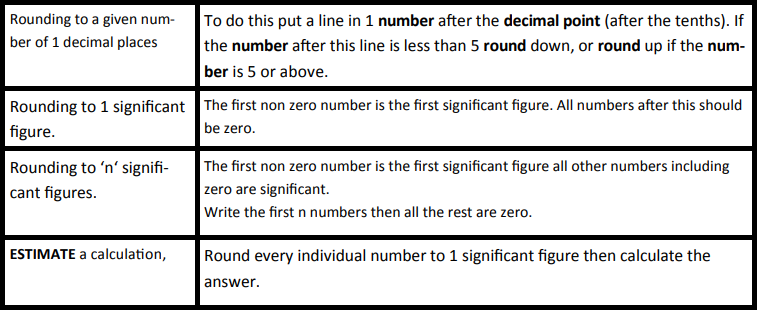 Rounding to a given num-
ber of 1 decimal places
To do this put a line in 1 number after the decimal point (after the tenths). If
the number after this line is less than 5 round down, or round up if the num-
ber is 5 or above.
Rounding to 1 significant
figure.
The first non zero number is the first significant figure. All numbers after this should
be zero.
Rounding to ‘n‘ signifi-
cant figures.
The first non zero number is the first significant figure all other numbers including
zero are significant.
Write the first n numbers then all the rest are zero.
ESTIMATE a calculation,
Round every individual number to 1 significant figure then calculate the
answer.